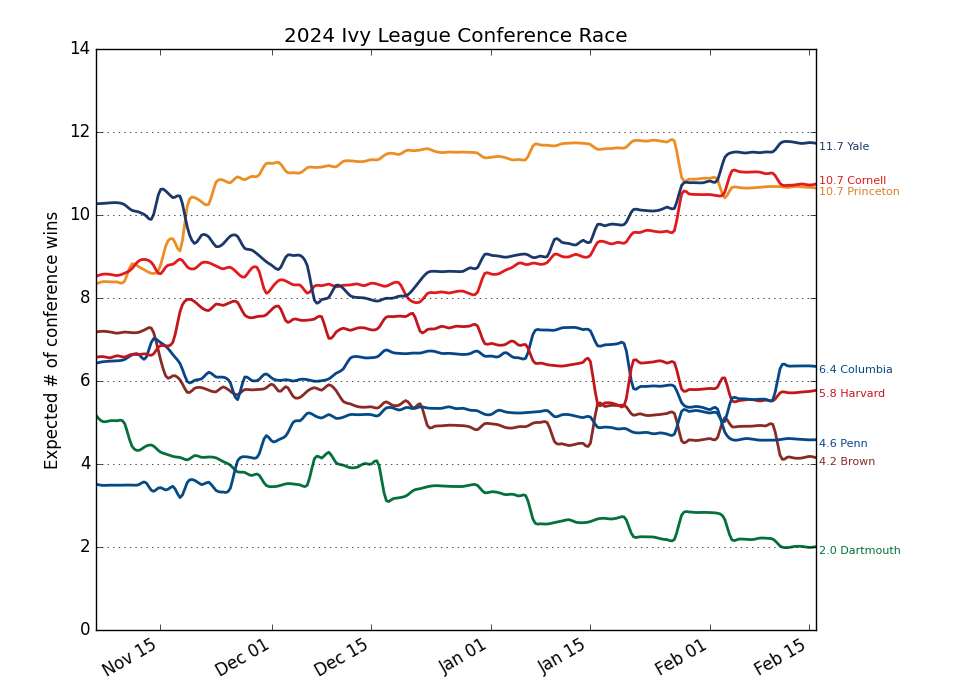 2024 Ivy League Conference Race
Expected # of conference wins
14
12
10
8
6
4
2
0
11.7 Yale
10.7 Cornell
10.7 Princeton
6.4 Columbia
5.8 Harvard
4.6 Penn
4.2 Brown
2.0 Dartmouth
Nov 15
Dec 01
Dec 15
Jan 01
Jan 15
Feb 01
Feb 15